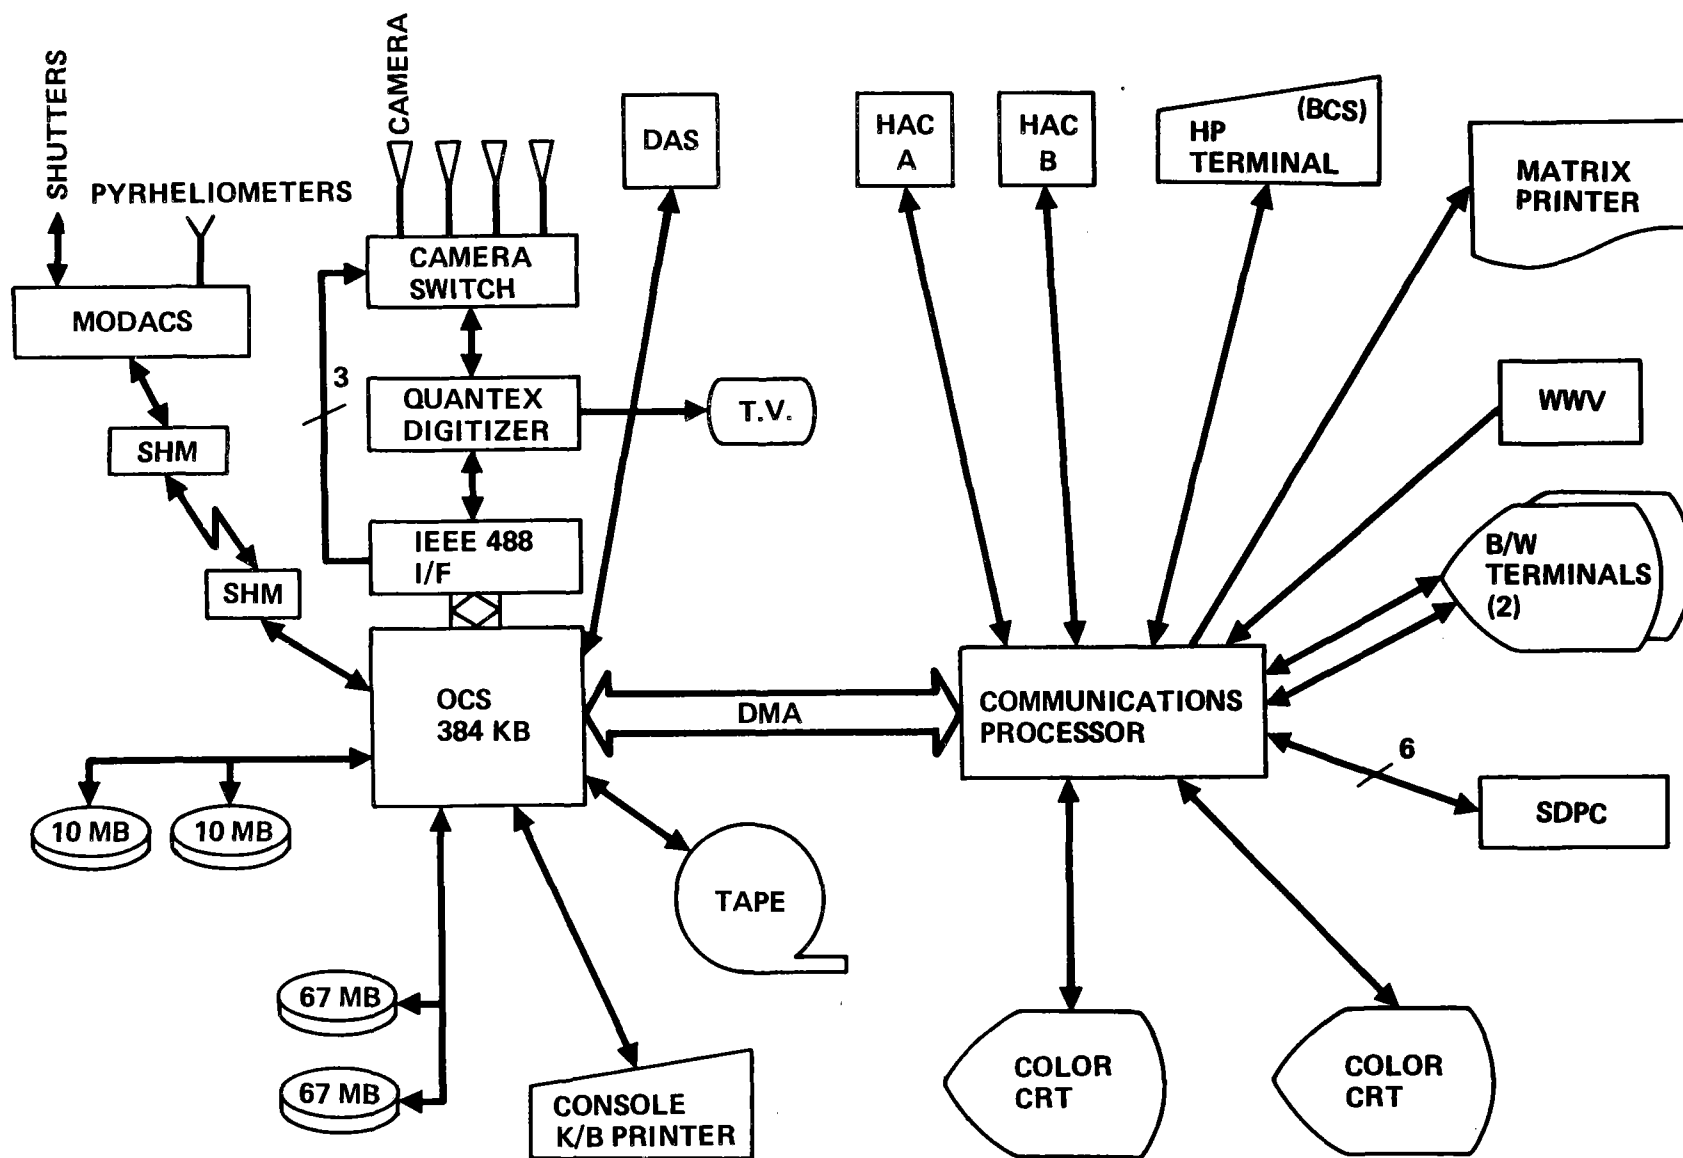 SHUTTERS
CAMERA
PYRHELIOMETERS
MODACS
SHM
SHM
CAMERA
SWITCH
3
QUANTEX
DIGITIZER
T.V.
IEEE 488
I/F
DAS
HAC
A
HAC
B
(BCS)
HP
TERMINAL
MATRIX
PRINTER
WWV
B/W
TERMINALS
(2)
OCS
384 KB
DMA
COMMUNICATIONS
PROCESSOR
6
SDPC
10 MB
10 MB
67 MB
67 MB
TAPE
CONSOLE
K/B PRINTER
COLOR
CRT
COLOR
CRT